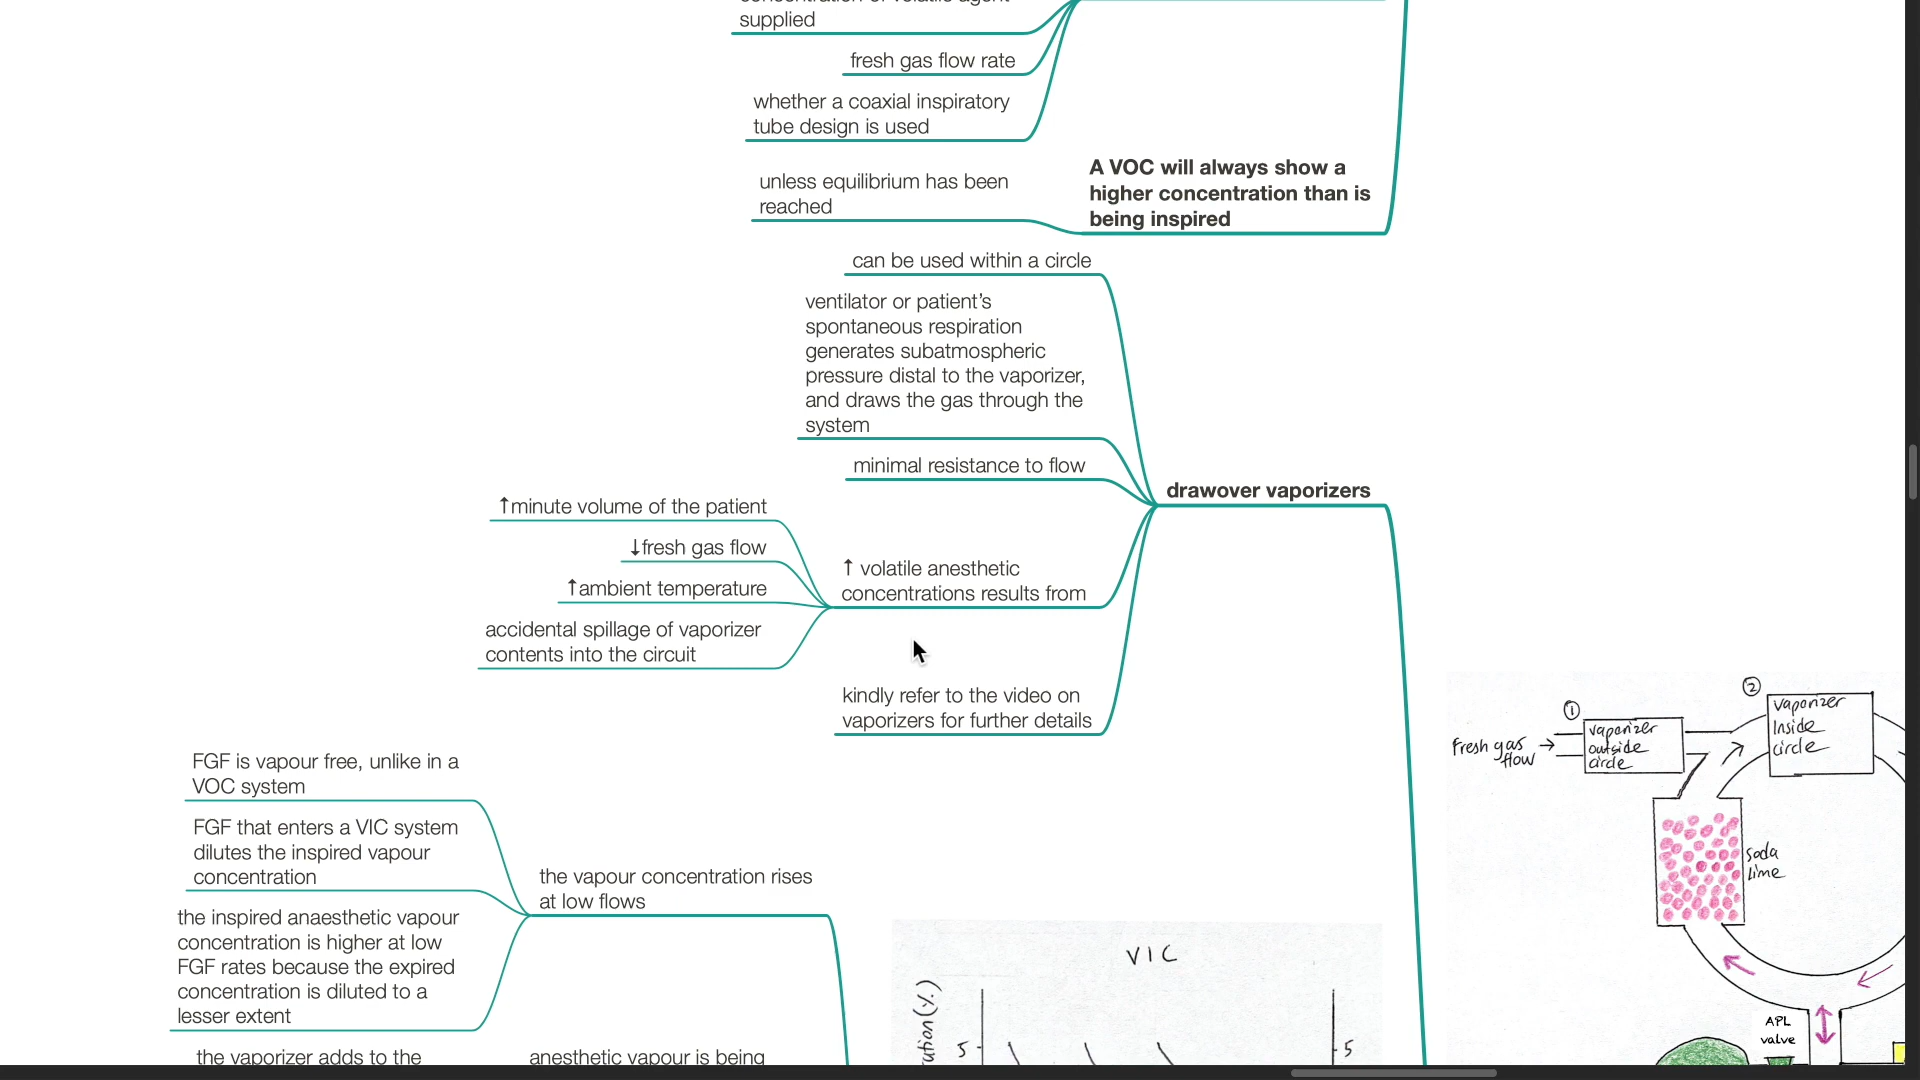 supplied
fresh gas flow rate
whether a coaxial inspiratory
tube design is used
unless equilibrium has been
reached
A VOC will always show a
higher concentration than is
being inspired
can be used within a circle
ventilator or patient’s
spontaneous respiration
generates subatmospheric
pressure distal to the vaporizer,
and draws the gas through the
system
minimal resistance to flow
drawover vaporizers
↑minute volume of the patient
↓fresh gas flow
↑ambient temperature
accidental spillage of vaporizer
contents into the circuit
↑ volatile anesthetic
concentrations results from
kindly refer to the video on
vaporizers for further details
FGF is vapour free, unlike in a
VOC system
FGF that enters a VIC system
dilutes the inspired vapour
concentration
the inspired anaesthetic vapour
concentration is higher at low
FGF rates because the expired
concentration is diluted to a
lesser extent
the vapour concentration rises
at low flows
the vaporizer adds to the
anesthetic vapour is being
VIC
(%)
5
5
Fresh gas
flow
①
vaporizer
outside
circle
②
vaporizer
Inside
circle
soda
lime
APL
valve